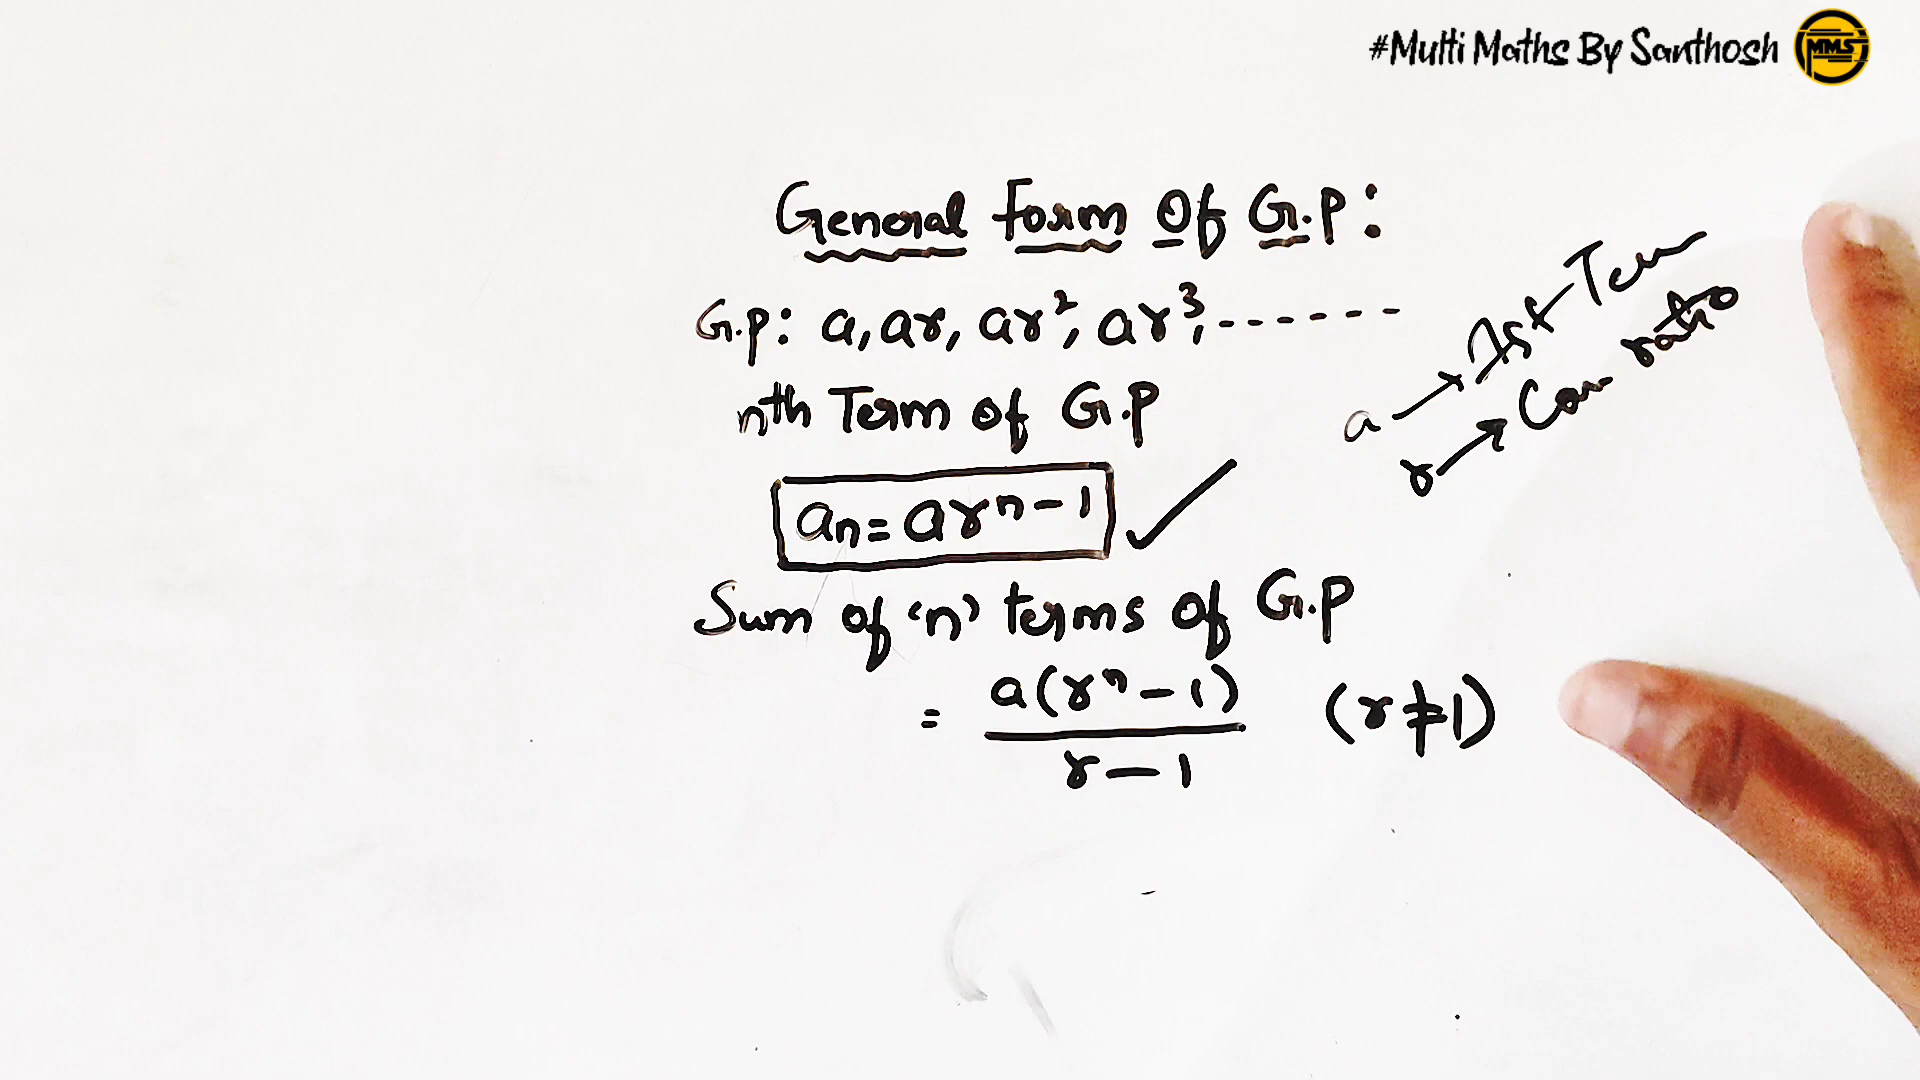 #Multi Maths By Santhosh
MMS
General Form Of G.P:
G.P: a, ar, ar², ar³, ------
nth Term of G.P
aₙ = arⁿ⁻¹ ✓
a → Ist Term
r → Com ratio
Sum of 'n' terms of G.P
= a(rⁿ - 1) / r - 1 (r ≠ 1)